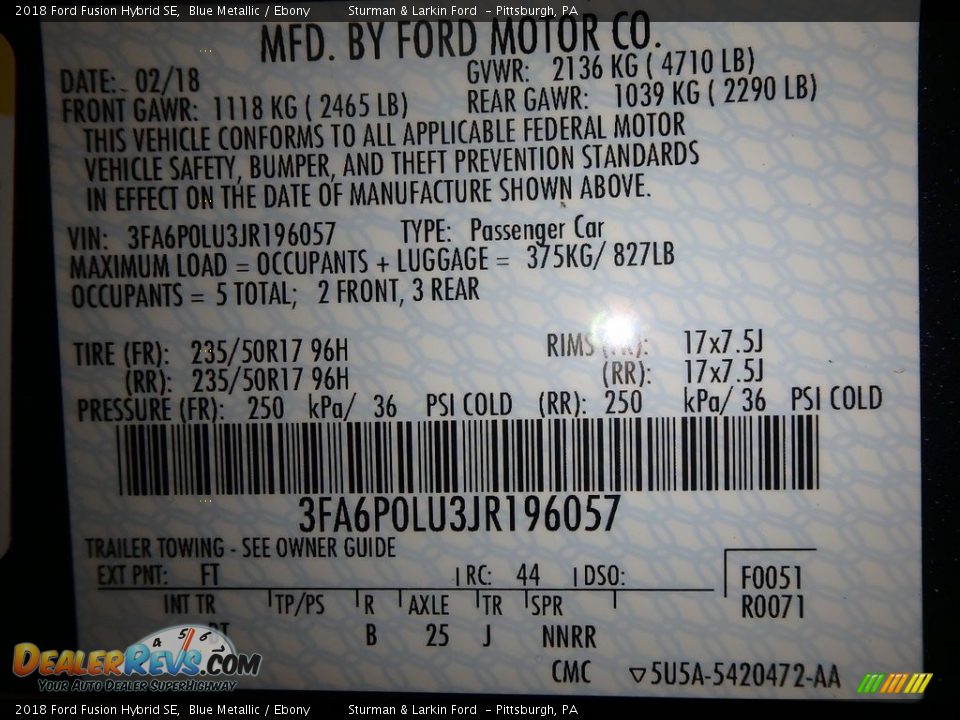 2018 Ford Fusion Hybrid SE, Blue Metallic / Ebony Sturman & Larkin Ford - Pittsburgh, PA
MFD. BY FORD MOTOR CO.
DATE: 02/18 GVWR: 2136 KG ( 4710 LB)
FRONT GAWR: 1118 KG ( 2465 LB) REAR GAWR: 1039 KG ( 2290 LB)
THIS VEHICLE CONFORMS TO ALL APPLICABLE FEDERAL MOTOR
VEHICLE SAFETY, BUMPER, AND THEFT PREVENTION STANDARDS
IN EFFECT ON THE DATE OF MANUFACTURE SHOWN ABOVE.
VIN: 3FA6P0LU3JR196057 TYPE: Passenger Car
MAXIMUM LOAD = OCCUPANTS + LUGGAGE = 375KG/ 827LB
OCCUPANTS = 5 TOTAL; 2 FRONT, 3 REAR
TIRE (FR): 235/50R17 96H RIMS (FR): 17x7.5J
(RR): 235/50R17 96H (RR): 17x7.5J
PRESSURE (FR): 250 kPa/ 36 PSI COLD (RR): 250 kPa/ 36 PSI COLD
3FA6P0LU3JR196057
TRAILER TOWING - SEE OWNER GUIDE
EXT PNT: FT RC: 44 DSO: F0051
INT TR TP/PS R AXLE TR SPR R0071
B 25 J NNRR
CMC 5U5A-5420472-AA
DEALERREVS.COM
YOUR AUTO DEALER SUPERHIGHWAY
2018 Ford Fusion Hybrid SE, Blue Metallic / Ebony Sturman & Larkin Ford - Pittsburgh, PA